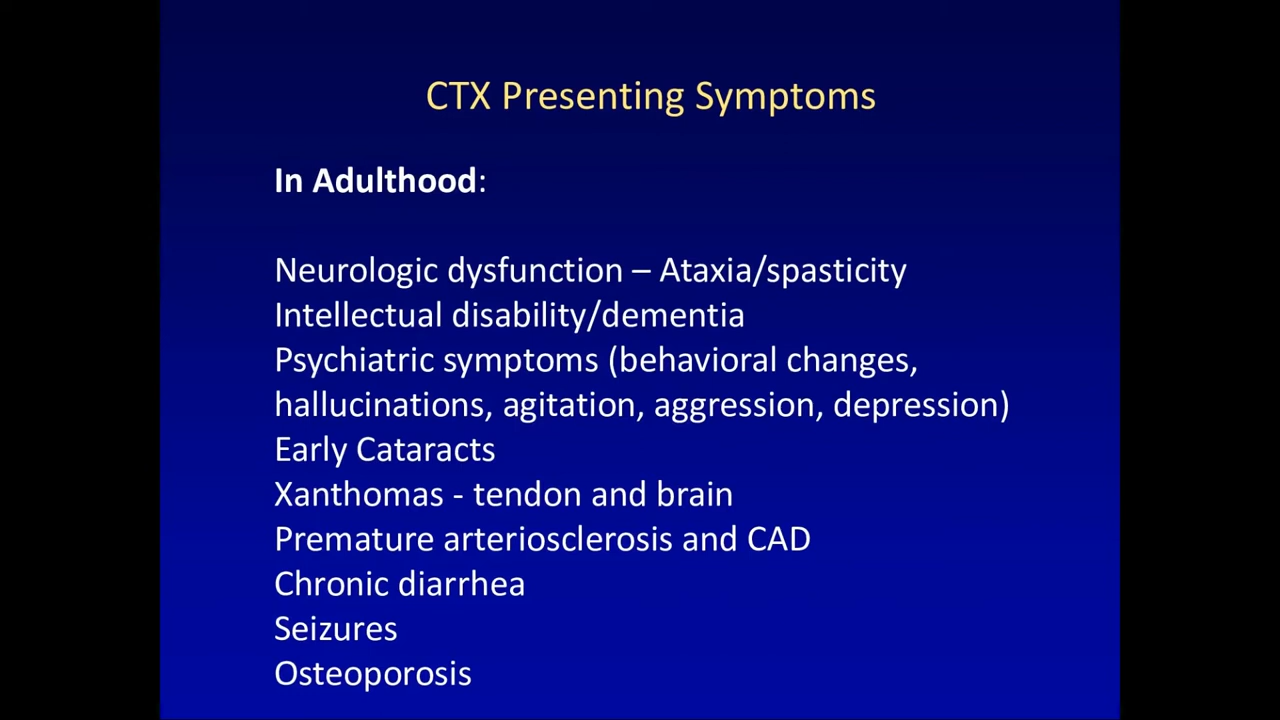 CTX Presenting Symptoms
In Adulthood:
Neurologic dysfunction – Ataxia/spasticity
Intellectual disability/dementia
Psychiatric symptoms (behavioral changes,
hallucinations, agitation, aggression, depression)
Early Cataracts
Xanthomas - tendon and brain
Premature arteriosclerosis and CAD
Chronic diarrhea
Seizures
Osteoporosis